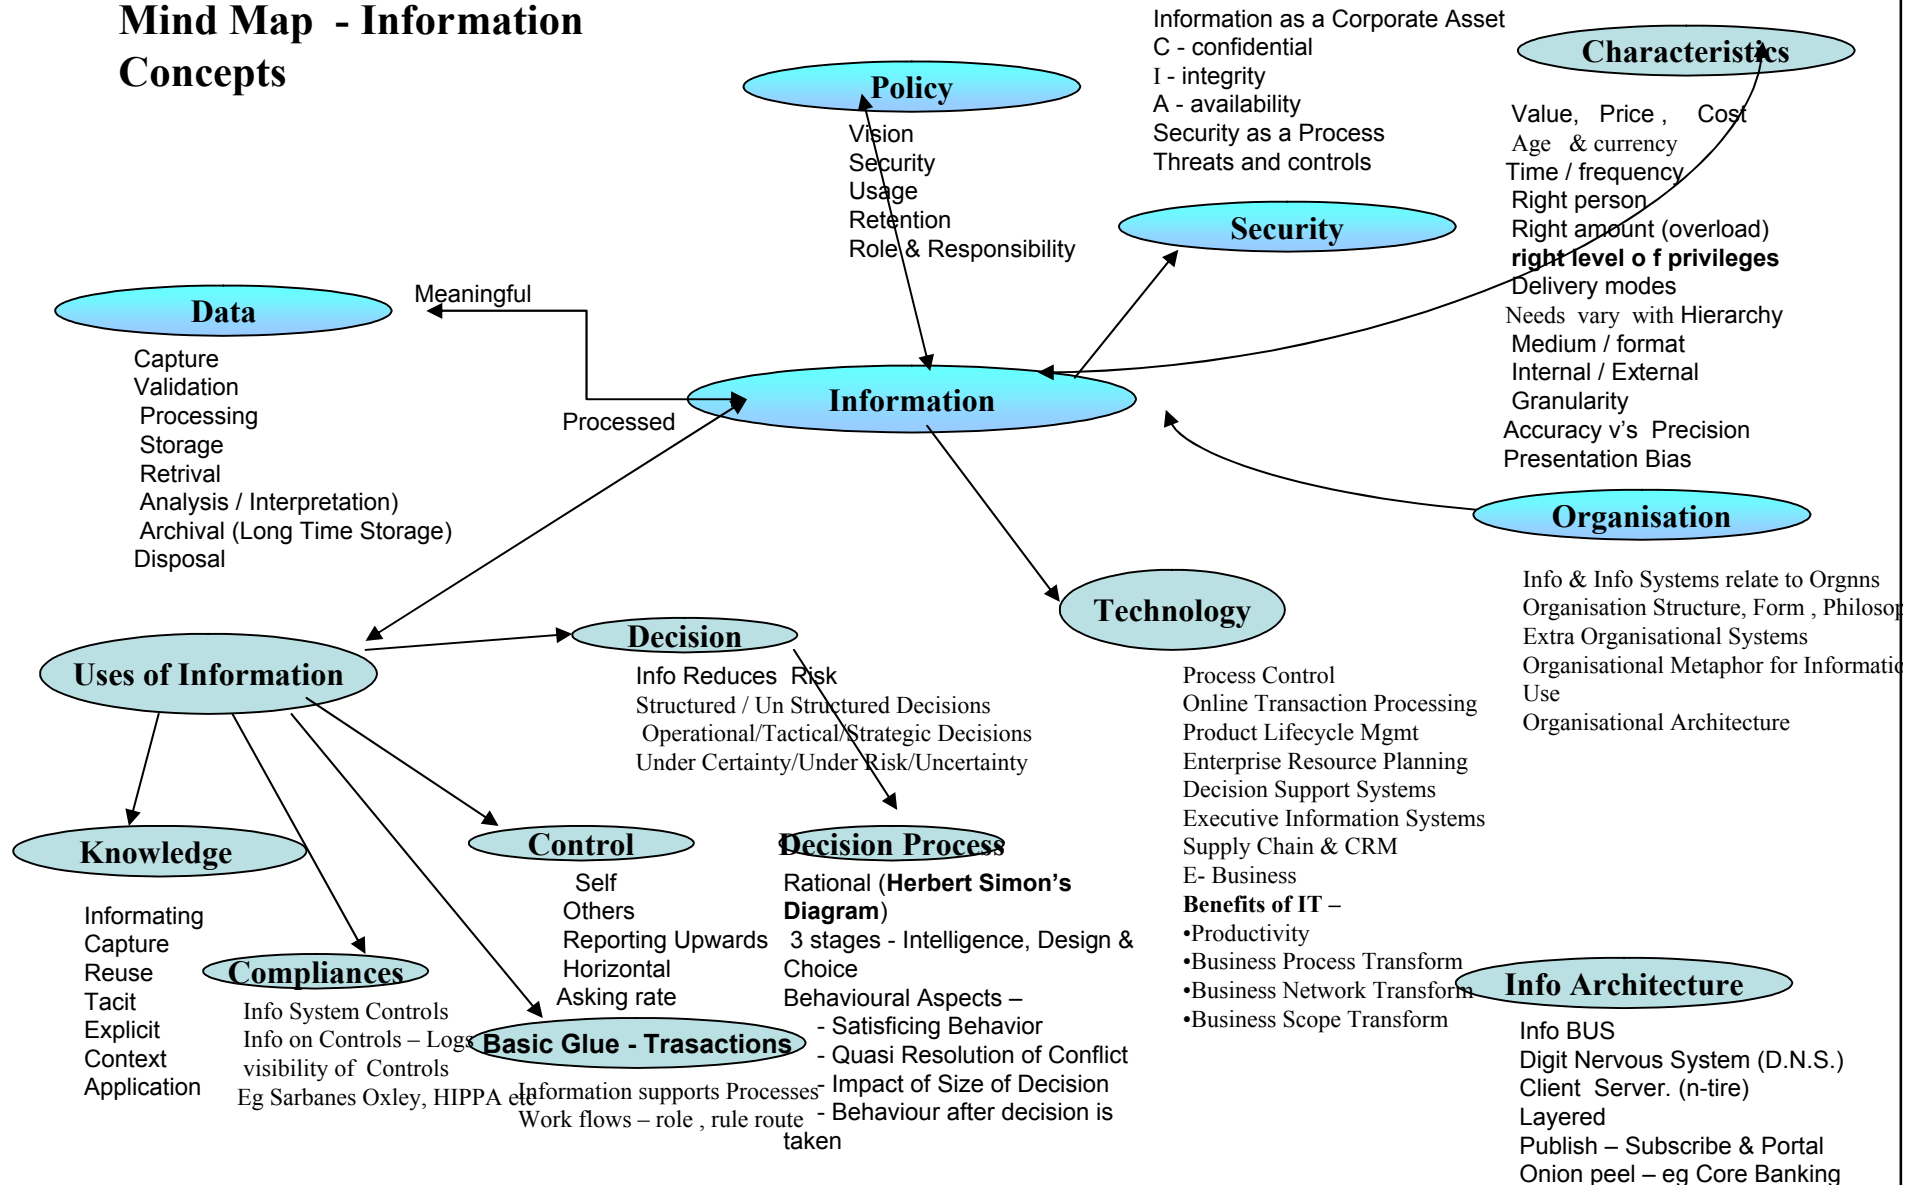 Mind Map - Information
Concepts
Policy
Vision
Security
Usage
Retention
Role & Responsibility
Information as a Corporate Asset
C - confidential
I - integrity
A - availability
Security as a Process
Threats and controls
Security
Characteristics
Value, Price , Cost
Age & currency
Time / frequency
Right person
Right amount (overload)
right level o f privileges
Delivery modes
Needs vary with Hierarchy
Medium / format
Internal / External
Granularity
Accuracy v's Precision
Presentation Bias
Data
Meaningful
Processed
Capture
Validation
Processing
Storage
Retrival
Analysis / Interpretation)
Archival (Long Time Storage)
Disposal
Information
Organisation
Info & Info Systems relate to Orgnns
Organisation Structure, Form , Philosop
Extra Organisational Systems
Organisational Metaphor for Informatic
Use
Organisational Architecture
Technology
Process Control
Online Transaction Processing
Product Lifecycle Mgmt
Enterprise Resource Planning
Decision Support Systems
Executive Information Systems
Supply Chain & CRM
E- Business
Benefits of IT –
•Productivity
•Business Process Transform
•Business Network Transform
•Business Scope Transform
Uses of Information
Decision
Info Reduces Risk
Structured / Un Structured Decisions
Operational/Tactical/Strategic Decisions
Under Certainty/Under Risk/Uncertainty
Knowledge
Informating
Capture
Reuse
Tacit
Explicit
Context
Application
Compliances
Info System Controls
Info on Controls – Logs
visibility of Controls
Eg Sarbanes Oxley, HIPPA etc
Control
Self
Others
Reporting Upwards
Horizontal
Asking rate
Basic Glue - Trasactions
Information supports Processes
Work flows – role , rule route
Decision Process
Rational (Herbert Simon's
Diagram)
3 stages - Intelligence, Design &
Choice
Behavioural Aspects –
- Satisficing Behavior
- Quasi Resolution of Conflict
- Impact of Size of Decision
- Behaviour after decision is
taken
Info Architecture
Info BUS
Digit Nervous System (D.N.S.)
Client Server. (n-tire)
Layered
Publish – Subscribe & Portal
Onion peel – eg Core Banking